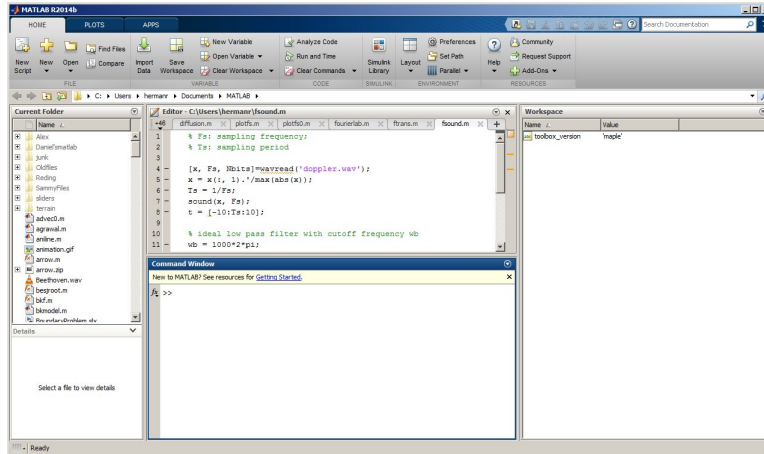 MATLAB R2014b
HOME PLOTS APPS
Search Documentation
New Script
New
Open
Find Files
Compare
Import Data
Save Workspace
New Variable
Open Variable
Clear Workspace
Analyze Code
Run and Time
Clear Commands
Simulink Library
Layout
Preferences
Set Path
Parallel
Help
Community
Request Support
Add-Ons
FILE VARIABLE CODE SIMULINK ENVIRONMENT RESOURCES
C: Users hermanr Documents MATLAB
Current Folder
Name
Alex
Daniel'smatlab
junk
Oldfiles
Reding
SammyFiles
sliders
terrain
advec0.m
agrawal.m
aniline.m
animation.gif
arrow.m
arrow.zip
Beethoven.wav
besjroot.m
bkf.m
bkmodel.m
BoundaryProblem.slx
Details
Select a file to view details
Editor - C:\Users\hermanr\fsound.m
+46 diffusion.m plotfs.m plotfs0.m fourierlab.m ftrans.m fsound.m +
1 % Fs: sampling frequency;
2 % Ts: sampling period
3
4 - [x, Fs, Nbits]=wavread('doppler.wav');
5 - x = x(:, 1).'/max(abs(x));
6 - Ts = 1/Fs;
7 - sound(x, Fs);
8 - t = [-10:Ts:10];
9
10 % ideal low pass filter with cutoff frequency wb
11 - wb = 1000*2*pi;
Command Window
New to MATLAB? See resources for Getting Started.
fx >>
Workspace
Name Value
toolbox_version 'maple'
Ready